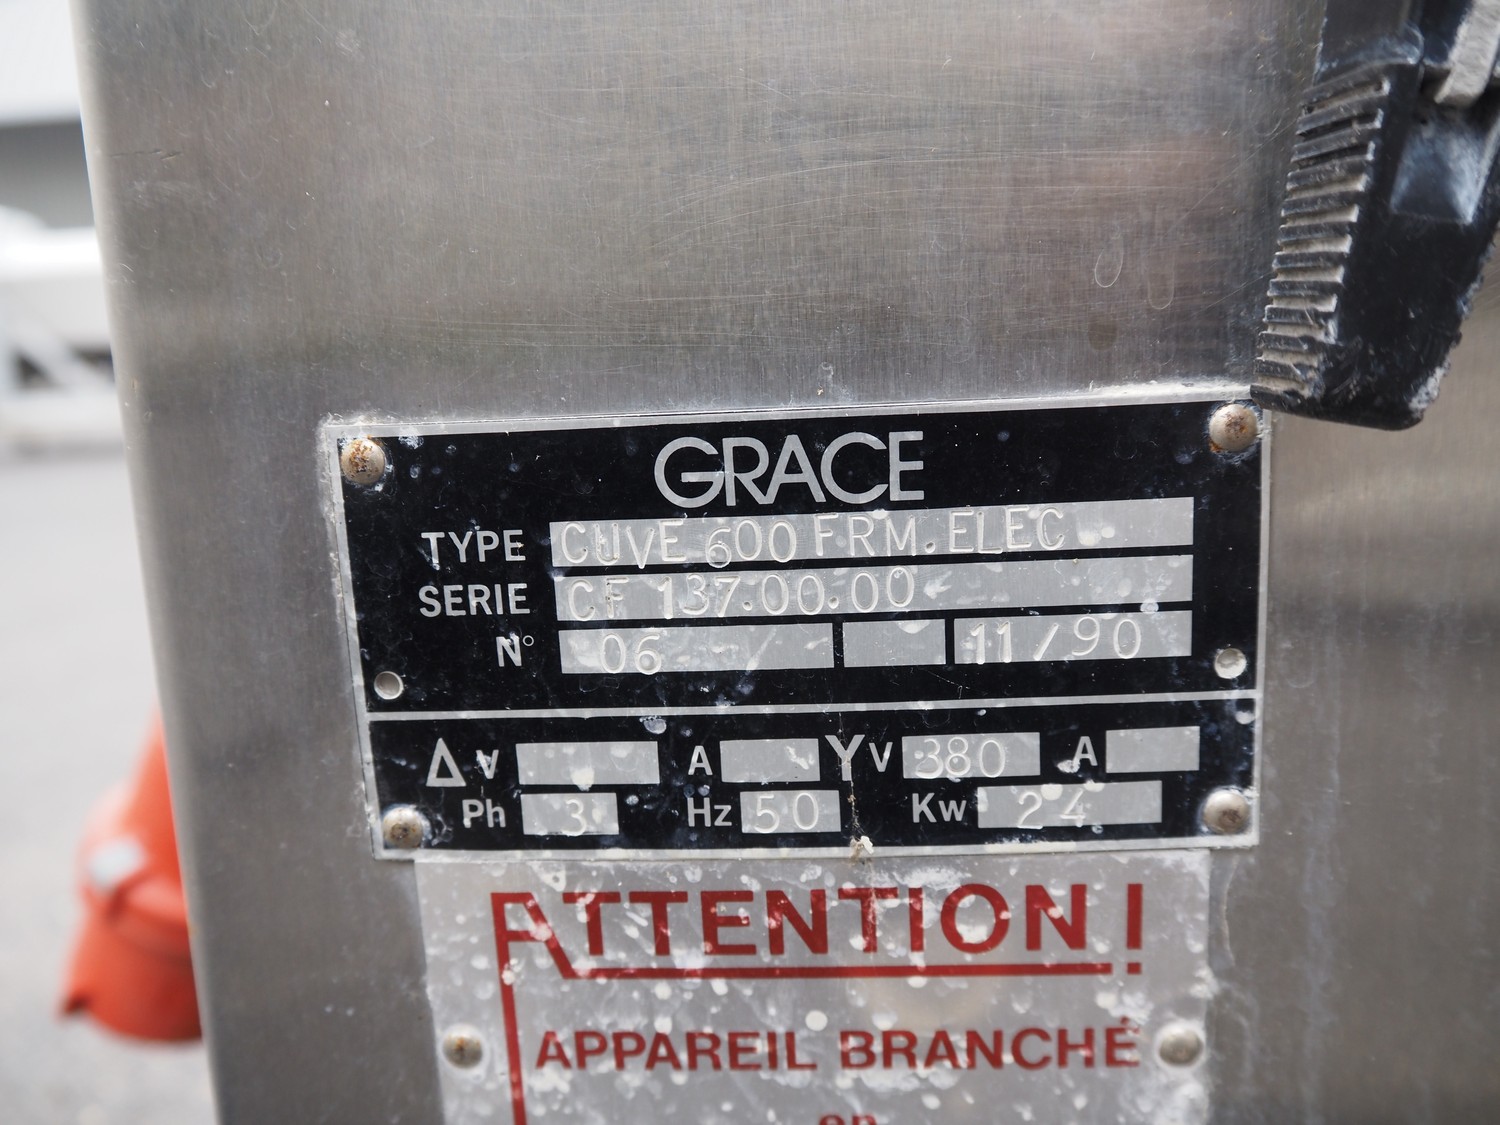 GRACE
TYPE CUVE 600 FRM. ELEC
SERIE CF 137.00.00
N° 06 11/90
Δ V A Y V 380 A
Ph 3 Hz 50 Kw 24
ATTENTION!
APPAREIL BRANCHÉ
en